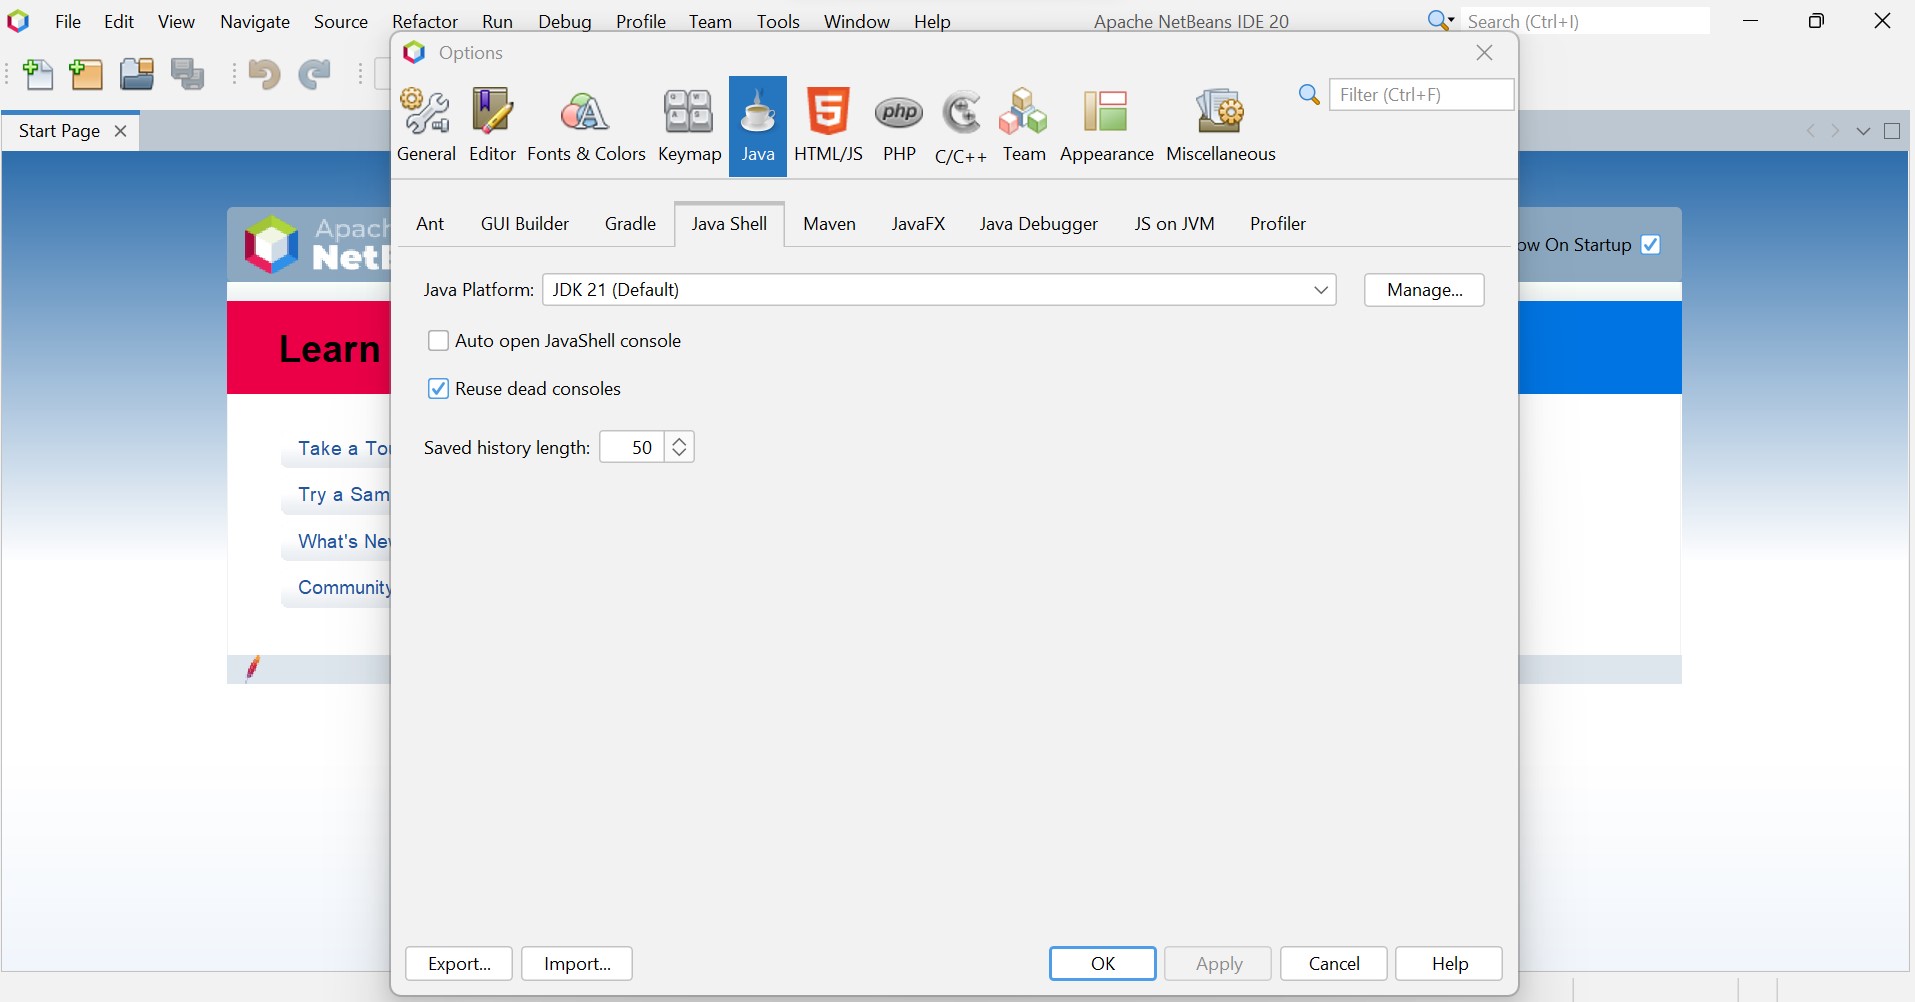 File Edit View Navigate Source Refactor Run Debug Profile Team Tools Window Help Apache NetBeans IDE 20 Search (Ctrl+I)
Options
Filter (Ctrl+F)
General Editor Fonts & Colors Keymap Java HTML/JS PHP C/C++ Team Appearance Miscellaneous
Start Page
Ant GUI Builder Gradle Java Shell Maven JavaFX Java Debugger JS on JVM Profiler
Apac
Net
ow On Startup
Java Platform: JDK 21 (Default) Manage...
Auto open JavaShell console
Learn
Reuse dead consoles
Saved history length: 50
Take a To
Try a Sam
What's Ne
Community
Export... Import... OK Apply Cancel Help